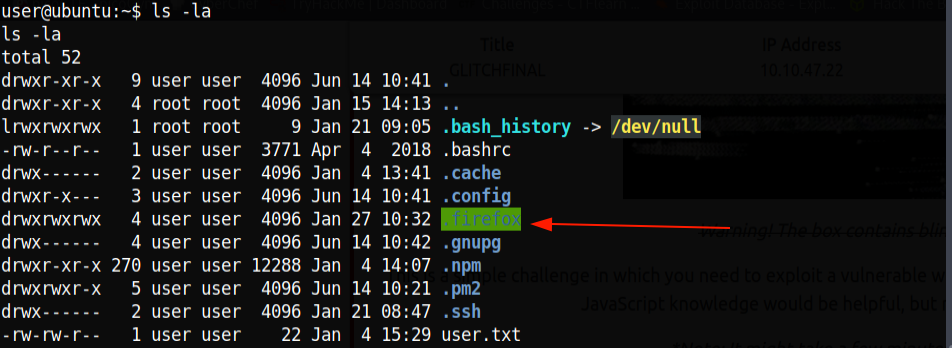 user@ubuntu:~$ ls -la
ls -la
total 52
Title IP Address
GLITCHFINAL 10.10.47.22
drwxr-xr-x 9 user user 4096 Jun 14 10:41 .
drwxr-xr-x 4 root root 4096 Jan 15 14:13 ..
lrwxrwxrwx 1 root root 9 Jan 21 09:05 .bash_history -> /dev/null
-rw-r--r-- 1 user user 3771 Apr 4 2018 .bashrc
drwx------ 2 user user 4096 Jan 4 13:41 .cache
drwxr-x--- 3 user user 4096 Jun 14 10:41 .config
drwxrwxrwx 4 user user 4096 Jan 27 10:32 .firefox
drwx------ 4 user user 4096 Jun 14 10:42 .gnupg
drwxr-xr-x 270 user user 12288 Jan 4 14:07 .npm
drwxrwxr-x 5 user user 4096 Jun 14 10:21 .pm2
drwx------ 2 user user 4096 Jan 21 08:47 .ssh
-rw-rw-r-- 1 user user 22 Jan 4 15:29 user.txt
Warning! The box contains
challenge in which you need to exploit a vulnerable
JavaScript knowledge would be helpful, but